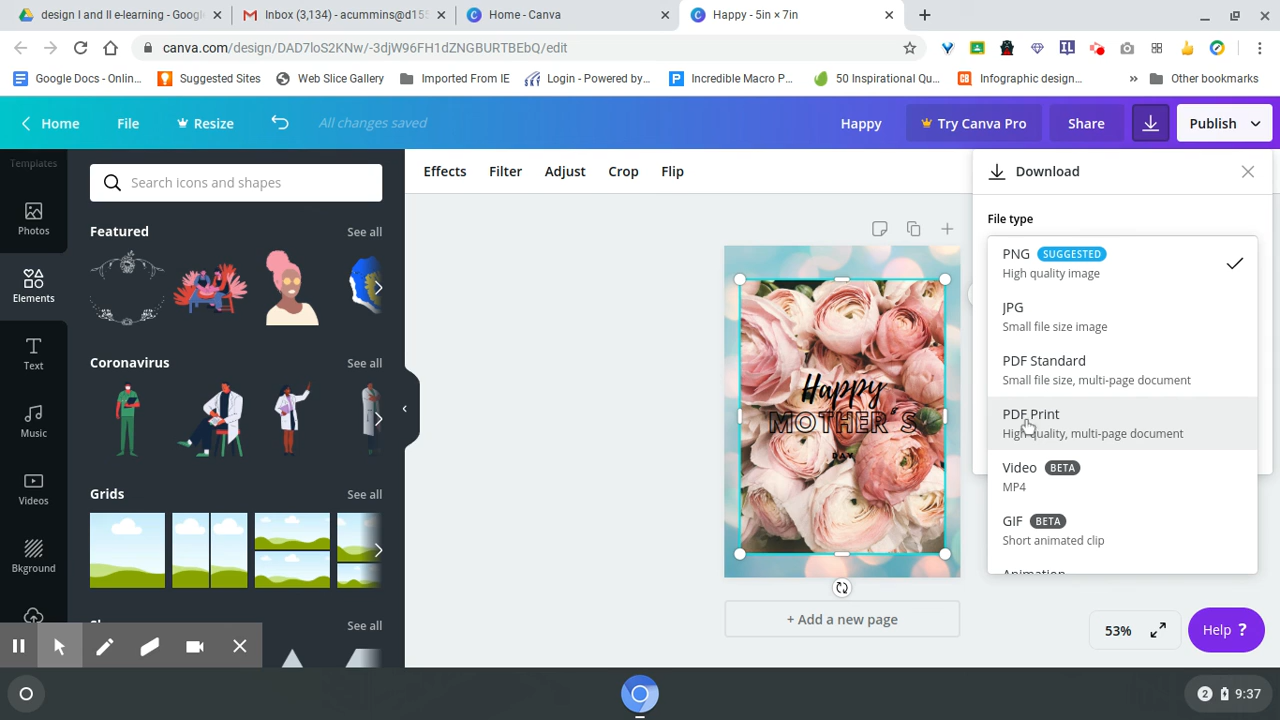 design I and II e-learning - Googl
Inbox (3,134) - acummins@d155
Home - Canva
Happy - 5in × 7in
canva.com/design/DAD7loS2KNw/-3djW96FH1dZNGBURTBEbQ/edit
Google Docs - Onlin...
Suggested Sites
Web Slice Gallery
Imported From IE
Login - Powered by...
Incredible Macro P...
50 Inspirational Qu...
Infographic design...
»
Other bookmarks
Home
File
Resize
All changes saved
Happy
Try Canva Pro
Share
Publish
Templates
Photos
Elements
Text
Music
Videos
Bkground
Search icons and shapes
Featured
See all
Coronavirus
See all
Grids
See all
See all
Effects
Filter
Adjust
Crop
Flip
Happy
MOTHER'S
DAY
+ Add a new page
Download
File type
PNG SUGGESTED
High quality image
JPG
Small file size image
PDF Standard
Small file size, multi-page document
PDF Print
High quality, multi-page document
Video BETA
MP4
GIF BETA
Short animated clip
Animation
53%
Help ?
2
9:37